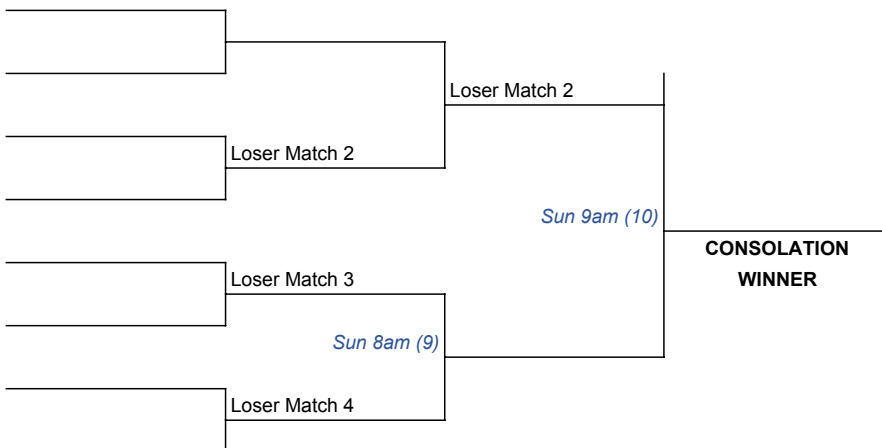 Loser Match 2
Loser Match 2
Sun 9am (10)
CONSOLATION
WINNER
Loser Match 3
Sun 8am (9)
Loser Match 4